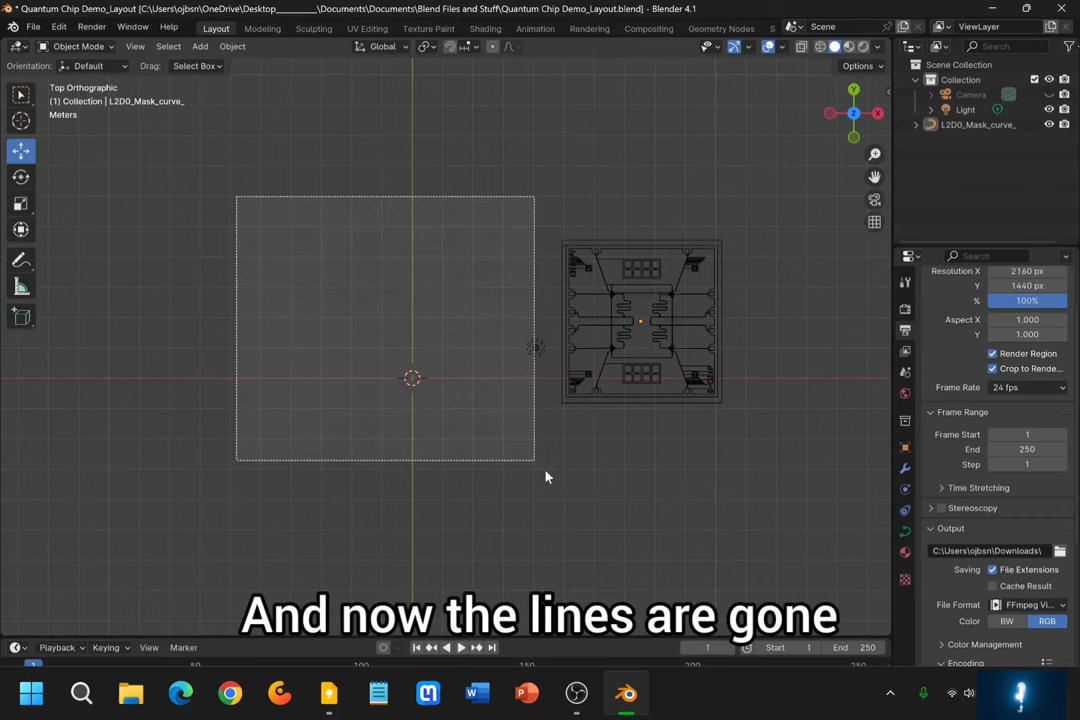 Quantum Chip Demo_Layout [C:\Users\ojbsn\OneDrive\Desktop_________\Documents\Documents\Blend Files and Stuff\Quantum Chip Demo_Layout.blend] - Blender 4.1
File Edit Render Window Help Layout Modeling Sculpting UV Editing Texture Paint Shading Animation Rendering Compositing Geometry Nodes S Scene ViewLayer
Object Mode View Select Add Object Global Search
Orientation: Default Drag: Select Box Options
Scene Collection
Top Orthographic
(1) Collection | L2D0_Mask_curve_
Meters
Y
Z
X
Collection
Camera
Light
L2D0_Mask_curve_
Search
Resolution X 2160 px
Y 1440 px
% 100%
Aspect X 1.000
Y 1.000
Render Region
Crop to Rende...
Frame Rate 24 fps
Frame Range
Frame Start 1
End 250
Step 1
Time Stretching
Stereoscopy
Output
C:\Users\ojbsn\Downloads\
Saving File Extensions
Cache Result
File Format FFmpeg Vi...
Color BW RGB
Color Management
Encoding
And now the lines are gone
Playback Keying View Marker 1 Start 1 End 250
1 50 100 150 200 250